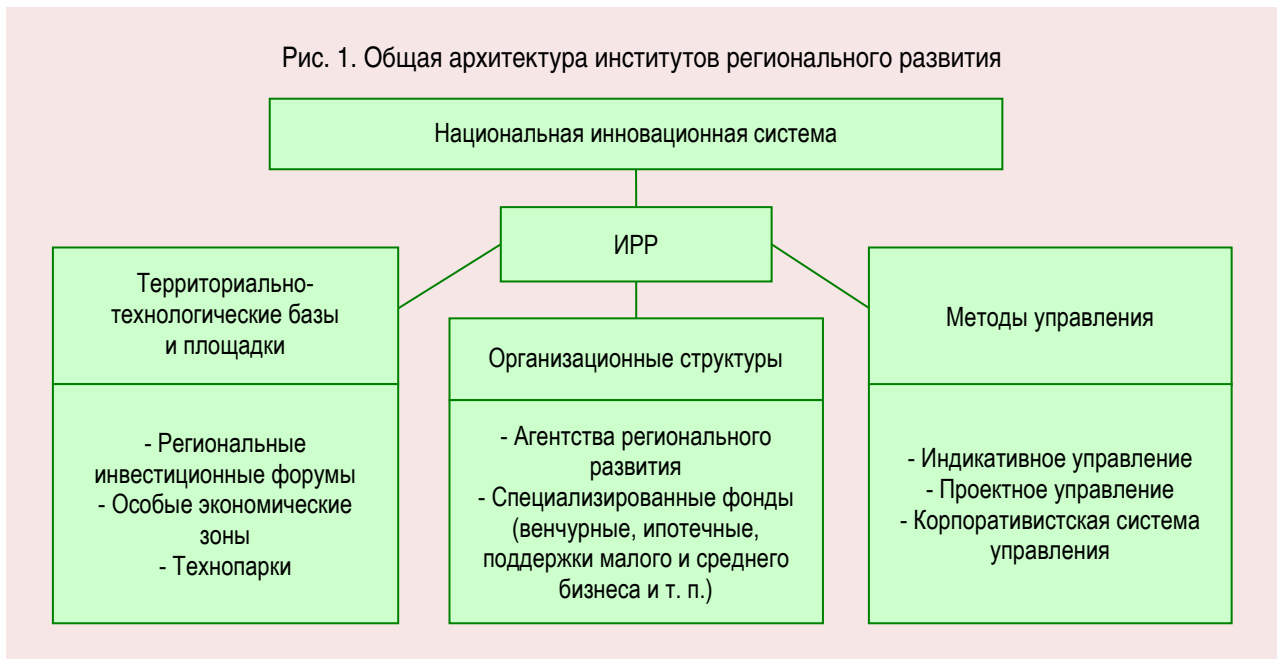 Рис. 1. Общая архитектура институтов регионального развития
Национальная инновационная система
ИРР
Территориально-
технологические базы
и площадки
- Региональные
инвестиционные форумы
- Особые экономические
зоны
- Технопарки
Организационные структуры
- Агентства регионального
развития
- Специализированные фонды
(венчурные, ипотечные,
поддержки малого и среднего
бизнеса и т. п.)
Методы управления
- Индикативное управление
- Проектное управление
- Корпоративистская система
управления